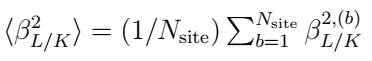 ⟨β²_{L/K}⟩ = (1/N_site) ∑_{b=1}^{N_site} β^{2,(b)}_{L/K}